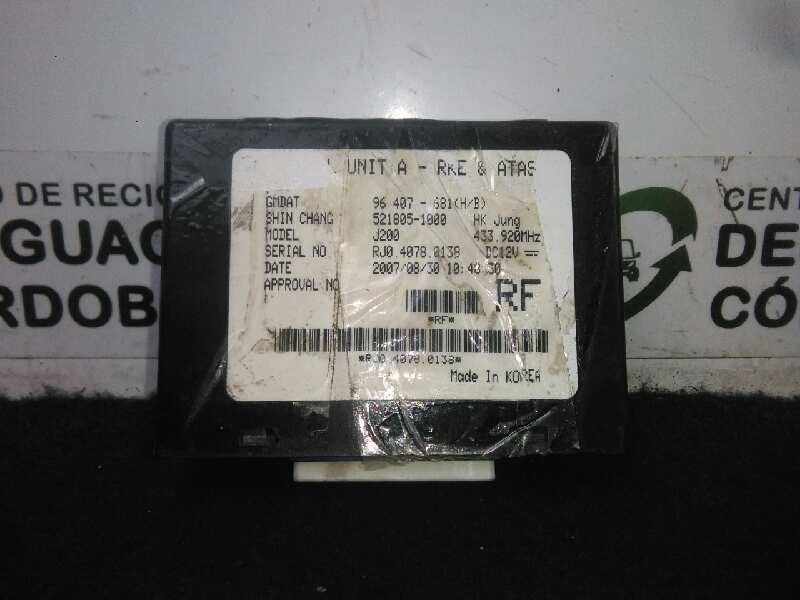 UNIT A - RKE & ATAS
GMDAT 96 407 - 681(H/B)
SHIN CHANG 521805-1000 HK Jung
MODEL J200 433.920MHz
SERIAL NO RJ0.4078.0138 DC12V
DATE 2007/08/30 10:40:30
APPROVAL NO
RF
*RF*
*RJ0.4078.0138*
Made In KOREA
O DE RECIC
GUAC
RDOB
CENT
DE
CÓ